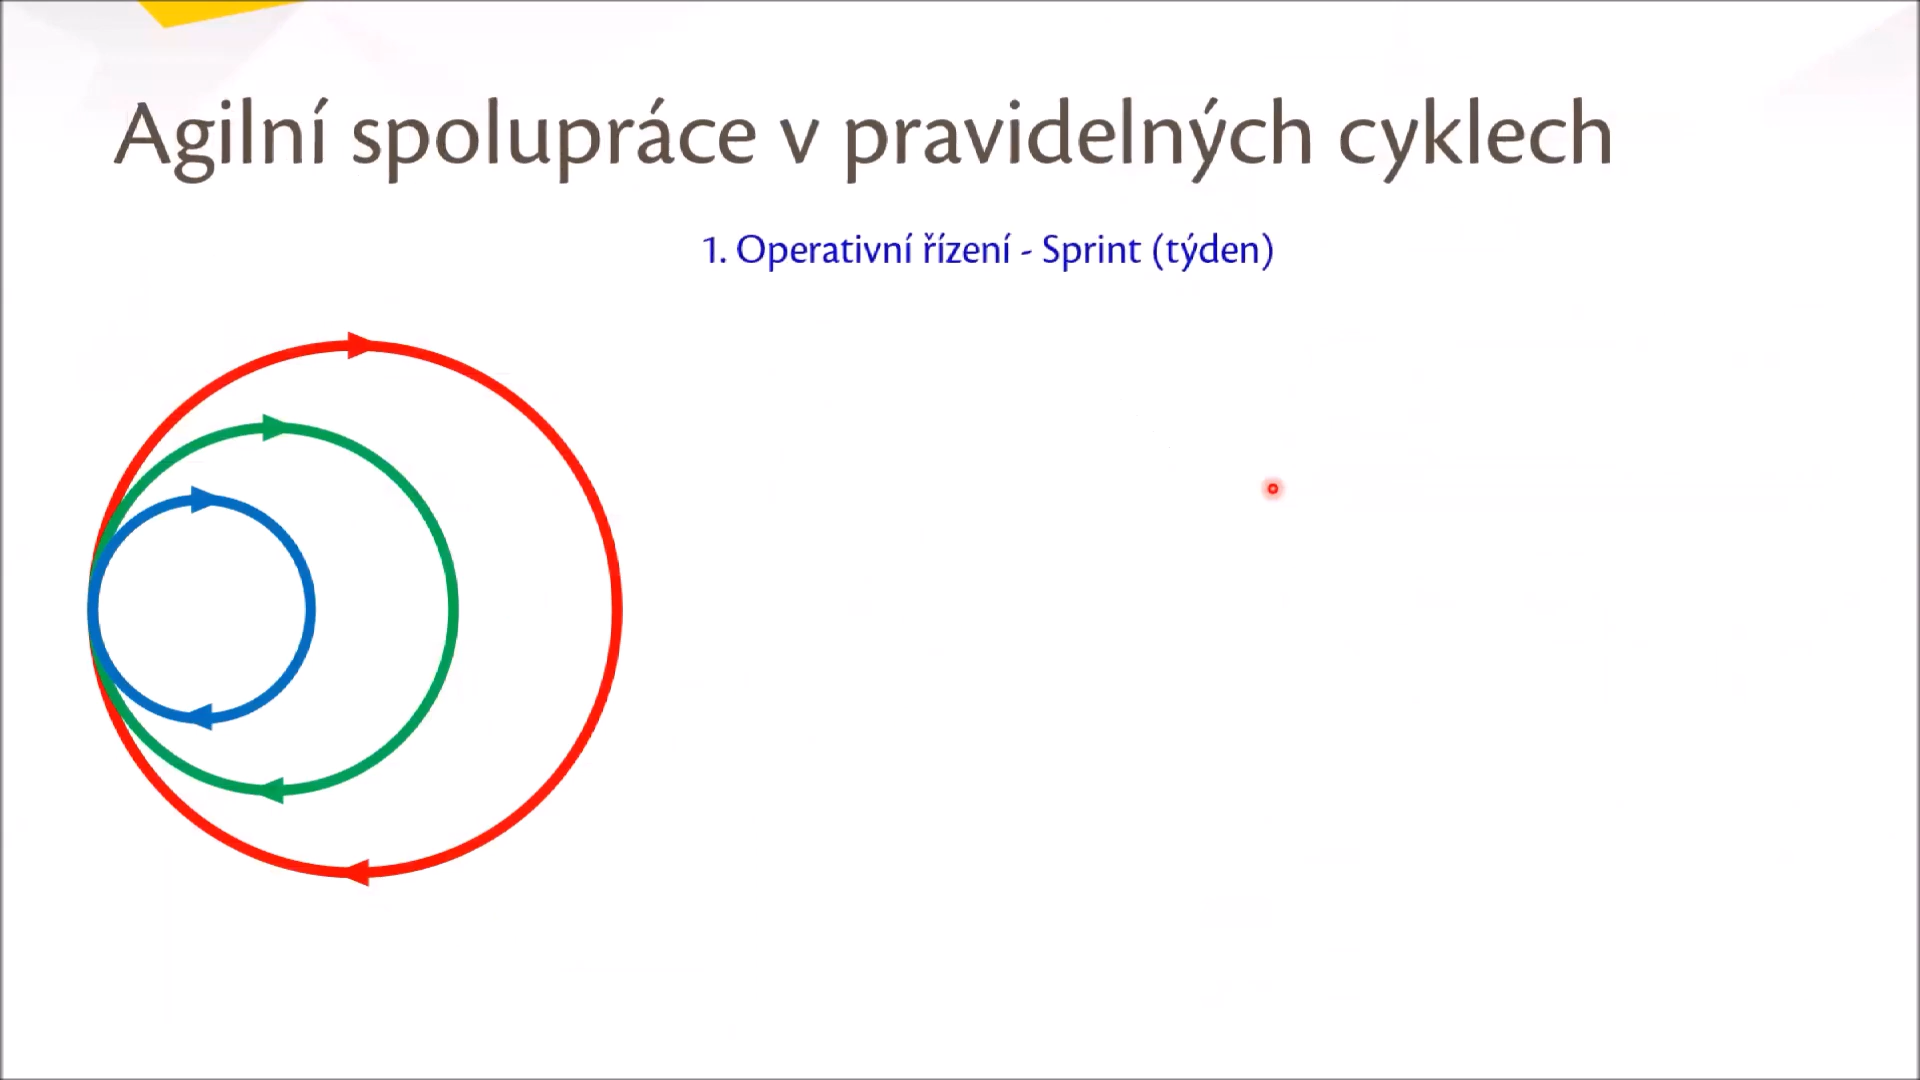 Agilní spolupráce v pravidelných cyklech
1. Operativní řízení - Sprint (týden)